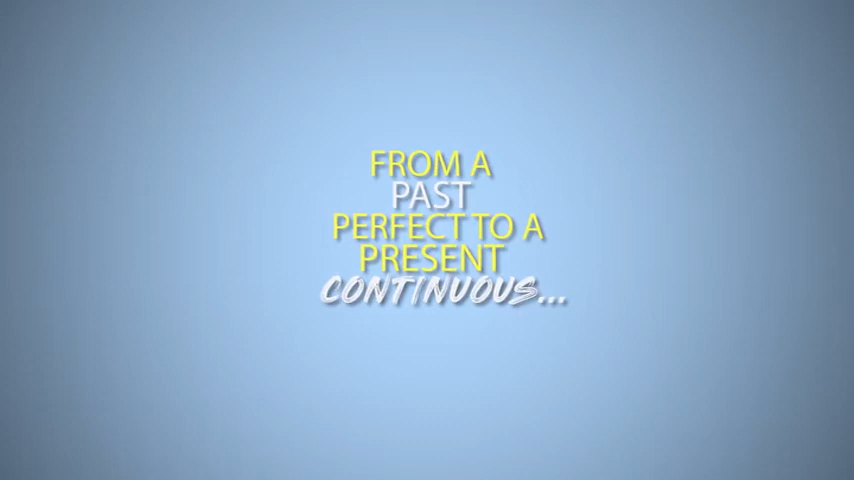 FROM A
PAST
PERFECT TO A
PRESENT
CONTINUOUS...